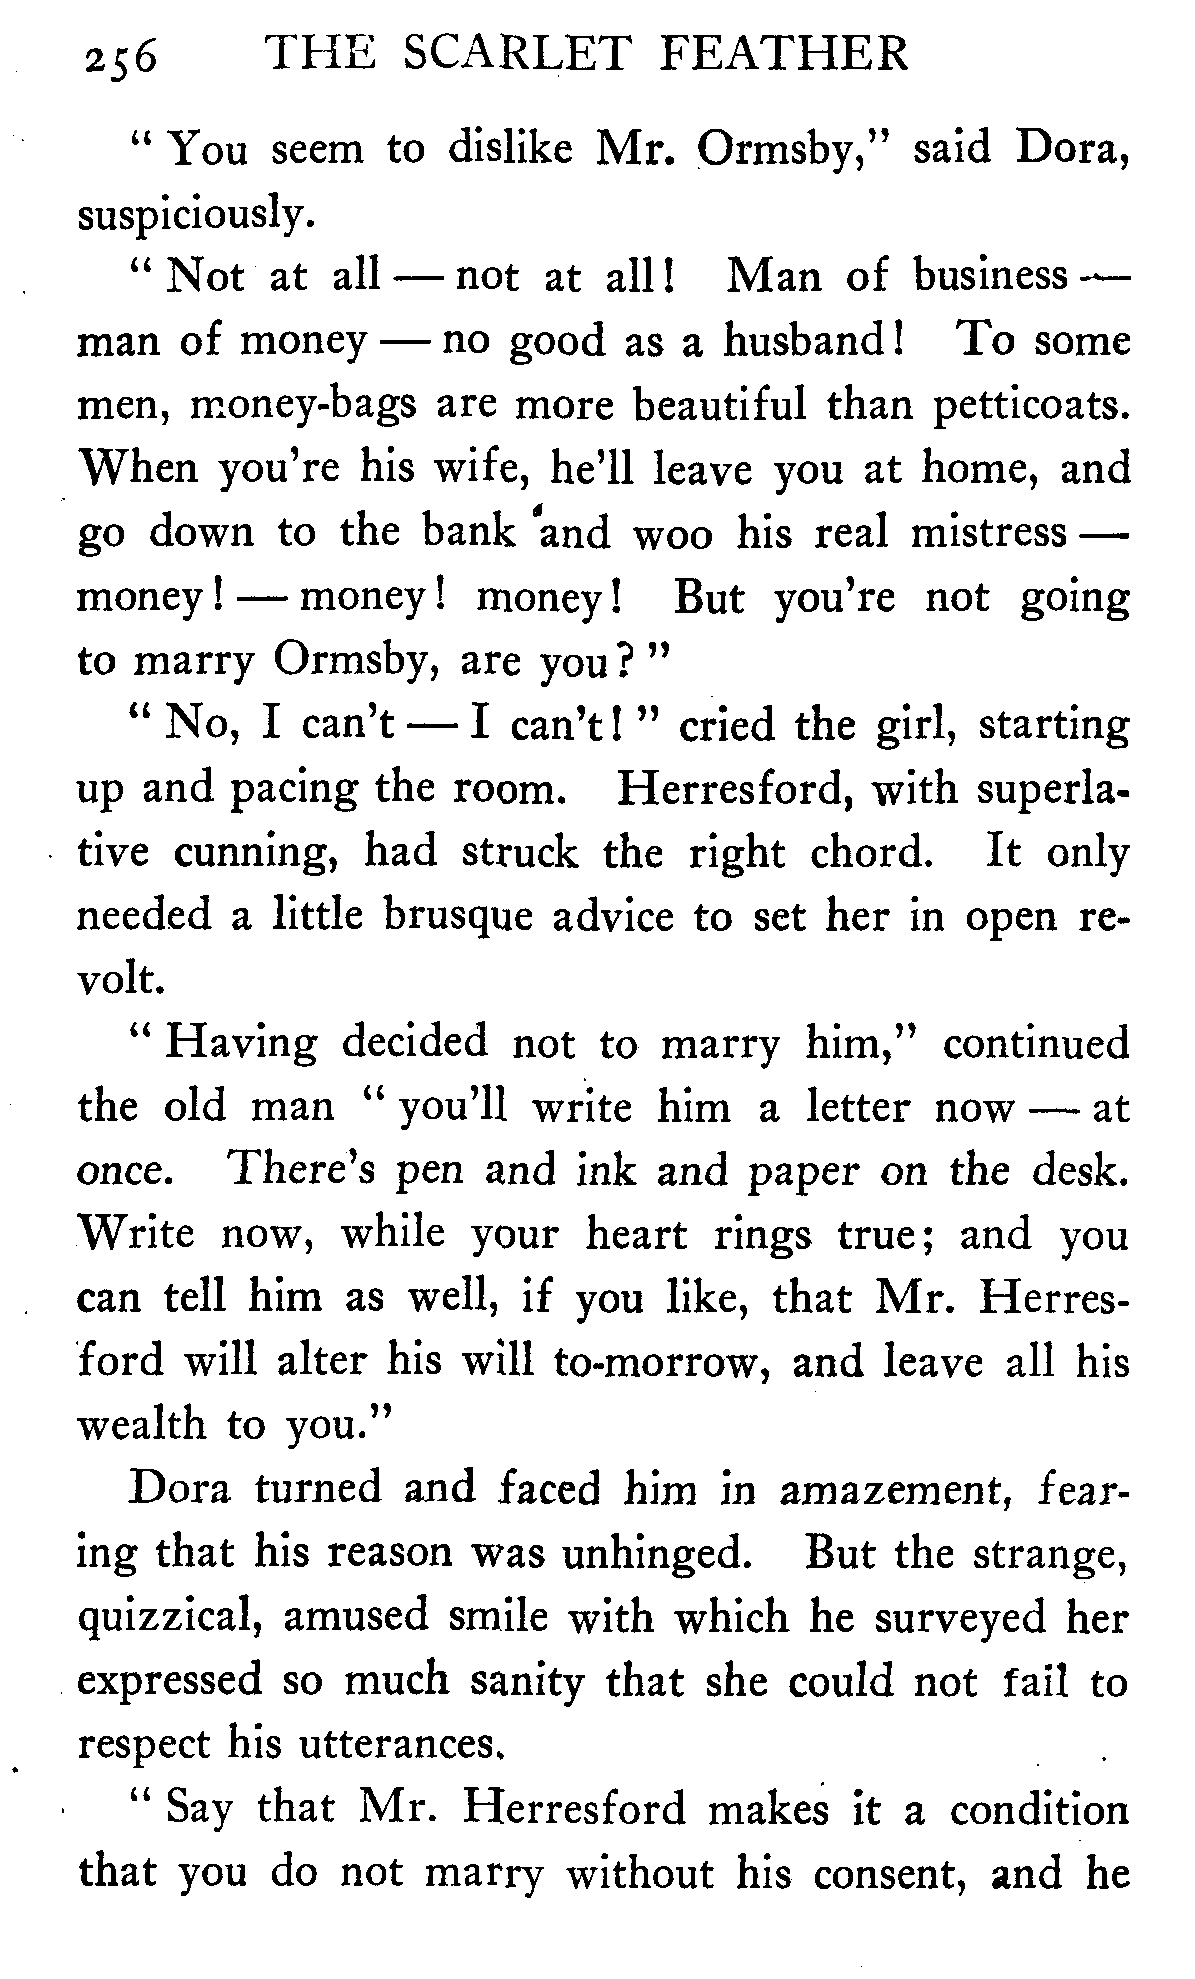 256 THE SCARLET FEATHER
" You seem to dislike Mr. Ormsby," said Dora,
suspiciously.
" Not at all — not at all! Man of business —
man of money — no good as a husband! To some
men, money-bags are more beautiful than petticoats.
When you're his wife, he'll leave you at home, and
go down to the bank and woo his real mistress —
money! — money! money! But you're not going
to marry Ormsby, are you? "
" No, I can't — I can't! " cried the girl, starting
up and pacing the room. Herresford, with superla-
tive cunning, had struck the right chord. It only
needed a little brusque advice to set her in open re-
volt.
" Having decided not to marry him," continued
the old man " you'll write him a letter now — at
once. There's pen and ink and paper on the desk.
Write now, while your heart rings true; and you
can tell him as well, if you like, that Mr. Herres-
ford will alter his will to-morrow, and leave all his
wealth to you."
Dora turned and faced him in amazement, fear-
ing that his reason was unhinged. But the strange,
quizzical, amused smile with which he surveyed her
expressed so much sanity that she could not fail to
respect his utterances.
" Say that Mr. Herresford makes it a condition
that you do not marry without his consent, and he